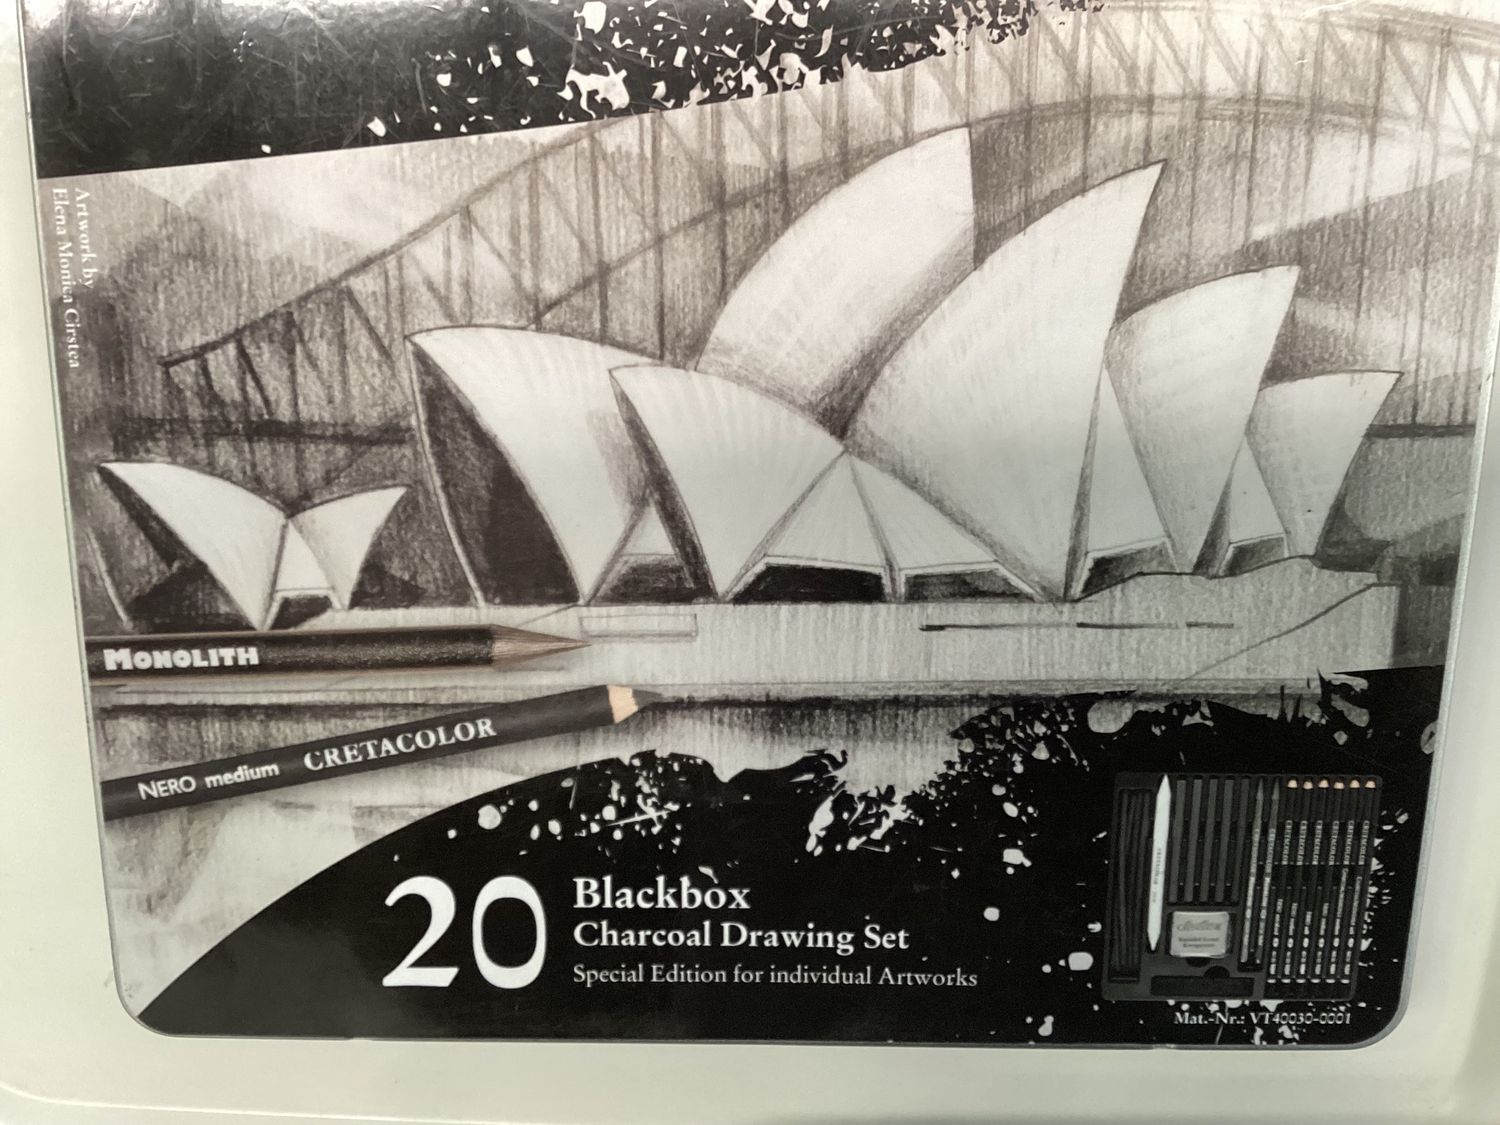 Artwork by
Elena Monica Cirstea
MONOLITH
NERO medium CRETACOLOR
20
Blackbox
Charcoal Drawing Set
Special Edition for individual Artworks
Mat.-Nr.: VT40030-0001